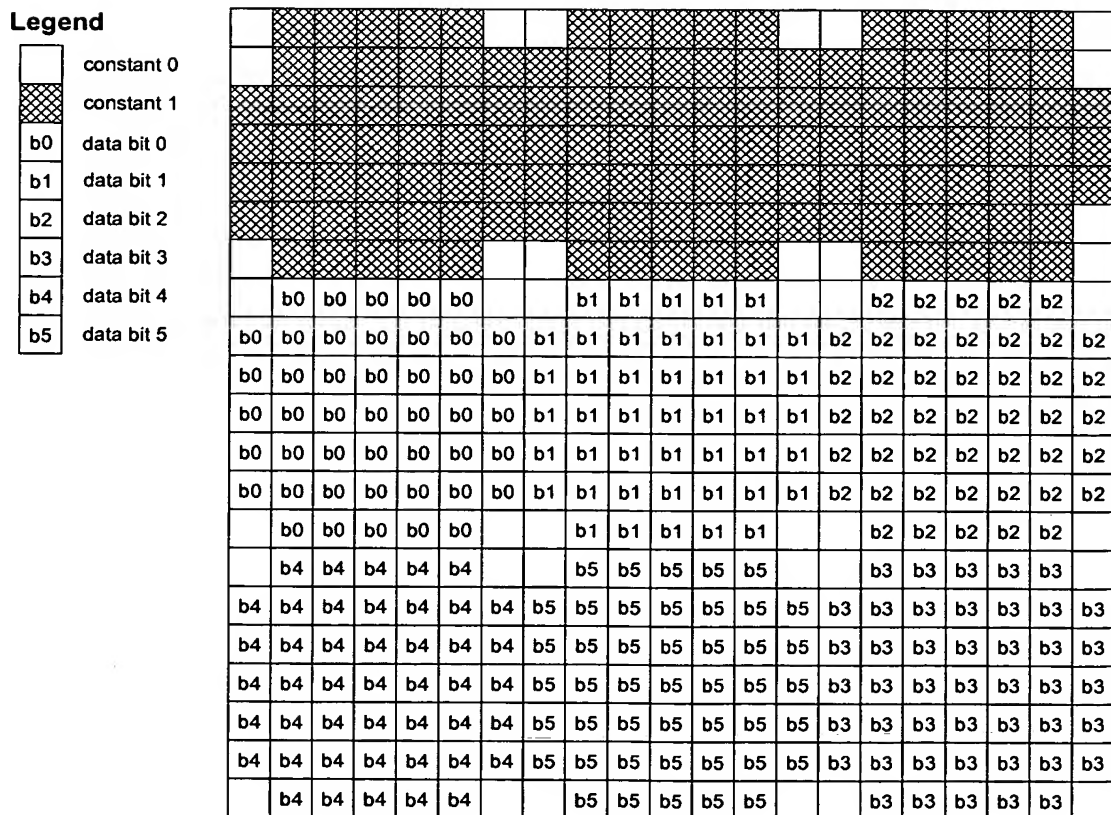 Legend
constant 0
constant 1
b0 data bit 0
b1 data bit 1
b2 data bit 2
b3 data bit 3
b4 data bit 4
b5 data bit 5
b0 b0 b0 b0 b0 b1 b1 b1 b1 b1 b2 b2 b2 b2 b2
b0 b0 b0 b0 b0 b0 b0 b1 b1 b1 b1 b1 b1 b1 b2 b2 b2 b2 b2 b2 b2
b0 b0 b0 b0 b0 b0 b0 b1 b1 b1 b1 b1 b1 b1 b2 b2 b2 b2 b2 b2 b2
b0 b0 b0 b0 b0 b0 b0 b1 b1 b1 b1 b1 b1 b1 b2 b2 b2 b2 b2 b2 b2
b0 b0 b0 b0 b0 b0 b0 b1 b1 b1 b1 b1 b1 b1 b2 b2 b2 b2 b2 b2 b2
b0 b0 b0 b0 b0 b0 b0 b1 b1 b1 b1 b1 b1 b1 b2 b2 b2 b2 b2 b2 b2
b0 b0 b0 b0 b0 b1 b1 b1 b1 b1 b2 b2 b2 b2 b2
b4 b4 b4 b4 b4 b5 b5 b5 b5 b5 b3 b3 b3 b3 b3
b4 b4 b4 b4 b4 b4 b4 b5 b5 b5 b5 b5 b5 b5 b3 b3 b3 b3 b3 b3 b3
b4 b4 b4 b4 b4 b4 b4 b5 b5 b5 b5 b5 b5 b5 b3 b3 b3 b3 b3 b3 b3
b4 b4 b4 b4 b4 b4 b4 b5 b5 b5 b5 b5 b5 b5 b3 b3 b3 b3 b3 b3 b3
b4 b4 b4 b4 b4 b4 b4 b5 b5 b5 b5 b5 b5 b5 b3 b3 b3 b3 b3 b3 b3
b4 b4 b4 b4 b4 b4 b4 b5 b5 b5 b5 b5 b5 b5 b3 b3 b3 b3 b3 b3 b3
b4 b4 b4 b4 b4 b5 b5 b5 b5 b5 b3 b3 b3 b3 b3